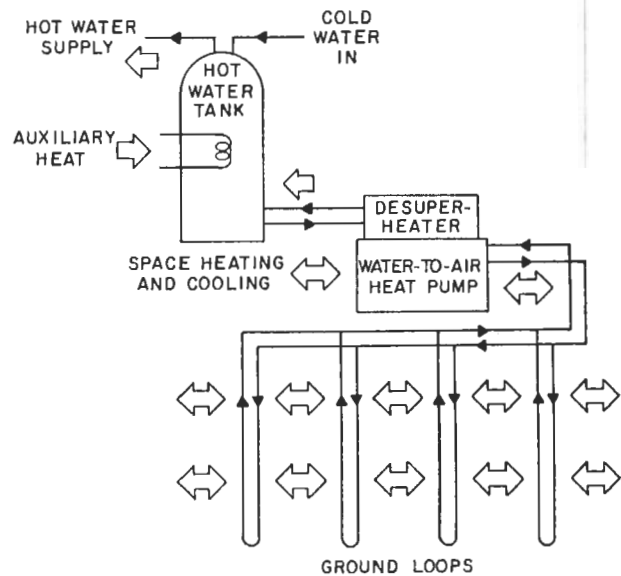 HOT WATER
SUPPLY
COLD
WATER
IN
HOT
WATER
TANK
AUXILIARY
HEAT
DESUPER-
HEATER
SPACE HEATING
AND COOLING
WATER-TO-AIR
HEAT PUMP
GROUND LOOPS